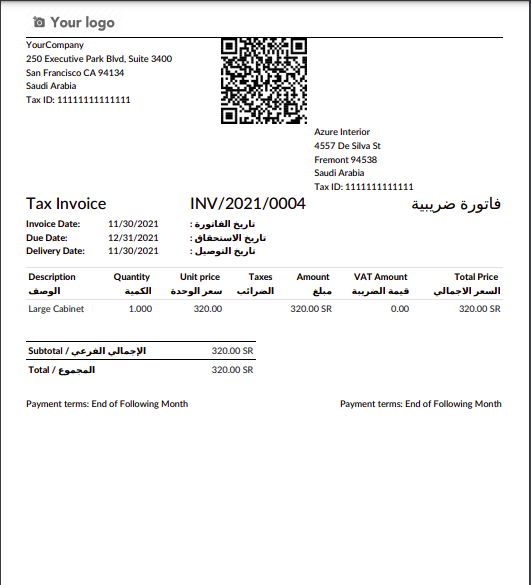 Your logo
YourCompany
250 Executive Park Blvd, Suite 3400
San Francisco CA 94134
Saudi Arabia
Tax ID: 11111111111111
Azure Interior
4557 De Silva St
Fremont 94538
Saudi Arabia
Tax ID: 1111111111111
Tax Invoice INV/2021/0004 فاتورة ضريبية
Invoice Date: 11/30/2021 تاريخ الفاتورة :
Due Date: 12/31/2021 تاريخ الاستحقاق :
Delivery Date: 11/30/2021 تاريخ التوصيل :
Description Quantity Unit price Taxes Amount VAT Amount Total Price
الوصف الكمية سعر الوحدة الضرائب مبلغ قيمة الضريبة السعر الاجمالي
Large Cabinet 1.000 320.00 320.00 SR 0.00 320.00 SR
Subtotal / الإجمالي الفرعي 320.00 SR
Total / المجموع 320.00 SR
Payment terms: End of Following Month Payment terms: End of Following Month